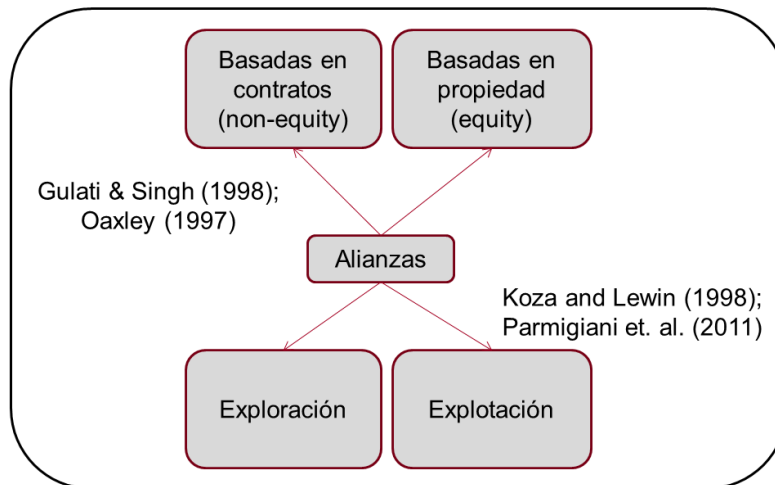 Basadas en
contratos
(non-equity)
Basadas en
propiedad
(equity)
Gulati & Singh (1998);
Oaxley (1997)
Alianzas
Koza and Lewin (1998);
Parmigiani et. al. (2011)
Exploración
Explotación